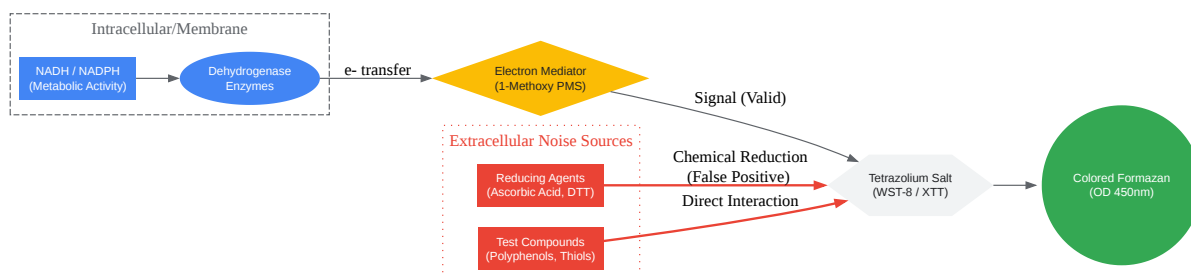 Intracellular/Membrane
NADH / NADPH
(Metabolic Activity)
Dehydrogenase
Enzymes
e- transfer
Electron Mediator
(1-Methoxy PMS)
Signal (Valid)
Extracellular Noise Sources
Reducing Agents
(Ascorbic Acid, DTT)
Chemical Reduction
(False Positive)
Direct Interaction
Test Compounds
(Polyphenols, Thiols)
Tetrazolium Salt
(WST-8 / XTT)
Colored Formazan
(OD 450nm)